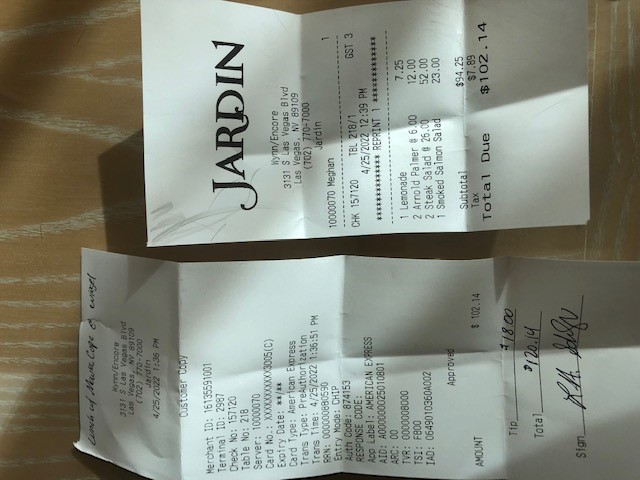 Lunch w/
Wynn/Encore
3131 S Las Vegas Blvd
Las Vegas, NV 89109
(702) 770-7000
Jardin
4/25/2022 1:36 PM
Customer Copy
Merchant ID: 16135591001
Terminal ID: 2987
Check No: 157120
Table No: 218
Server: 10000070
Card No.: XXXXXXXXXXX3005(C)
Expiry Date: **/**
Card Type: American Express
Trans Type: PreAuthorization
Trans Time: 4/25/2022 1:36:51 PM
RRN: 000000880590
Entry Mode: CHIP
Auth Code: 874153
RESPONSE CODE:
App Label: AMERICAN EXPRESS
AID: A000000025010801
ARC: 00
TVR: 0000008000
TSI: F800
IAD: 0649010360A002
Approved
AMOUNT $ 102.14
Tip $18.00
Total $120.14
Sign
JARDIN
Wynn/Encore
3131 S Las Vegas Blvd
Las Vegas, NV 89109
(702) 770-7000
Jardin
10000070 Meghan 1
CHK 157120 TBL 218/1 GST 3
4/25/2022 12:39 PM
************** REPRINT 1 **************
1 Lemonade 7.25
2 Arnold Palmer @ 6.00 12.00
2 Steak Salad @ 26.00 52.00
1 Smoked Salmon Salad 23.00
Subtotal $94.25
Tax $7.89
Total Due $102.14